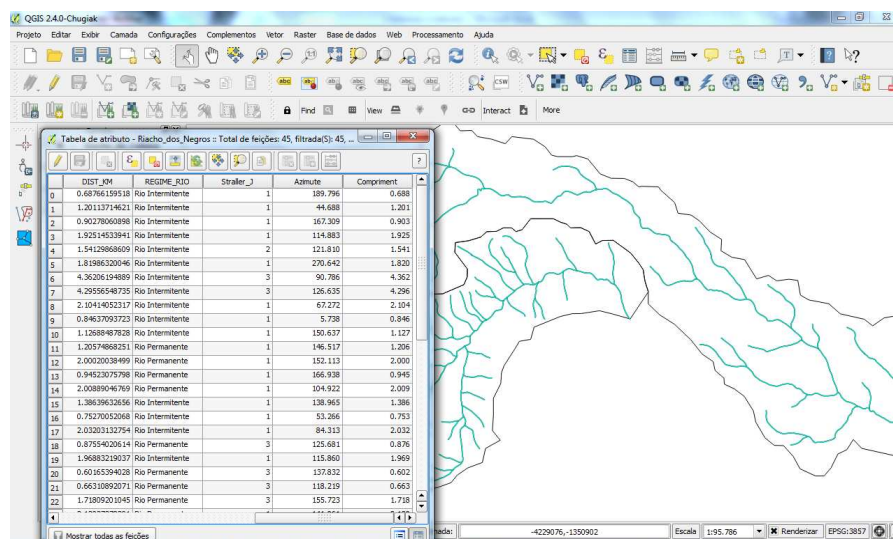 QGIS 2.4.0-Chugiak
Projeto Editar Exibir Camada Configurações Complementos Vetor Raster Base de dados Web Processamento Ajuda
abc abc abc abc abc abc CSW
Find View GD Interact More
Tabela de atributo - Riacho_dos_Negros :: Total de feições: 45, filtrada(S): 45, ...
DIST_KM REGIME_RIO Straller_J Azimute Compriment
0 0.68766159518 Rio Intermitente 1 189.796 0.688
1 1.20113714621 Rio Intermitente 1 44.688 1.201
2 0.90278060898 Rio Intermitente 1 167.309 0.903
3 1.92514533941 Rio Intermitente 1 114.883 1.925
4 1.54129868609 Rio Intermitente 2 121.810 1.541
5 1.81986320046 Rio Intermitente 1 270.642 1.820
6 4.36206194889 Rio Intermitente 3 90.786 4.362
7 4.29556548735 Rio Intermitente 3 126.635 4.296
8 2.10414052317 Rio Intermitente 1 67.272 2.104
9 0.84637093723 Rio Intermitente 1 5.738 0.846
10 1.12688487828 Rio Intermitente 1 150.637 1.127
11 1.20574868251 Rio Permanente 1 146.517 1.206
12 2.00020038499 Rio Permanente 1 152.113 2.000
13 0.94523075798 Rio Permanente 1 166.938 0.945
14 2.00889046769 Rio Permanente 1 104.922 2.009
15 1.38639632656 Rio Intermitente 1 138.965 1.386
16 0.75270052068 Rio Intermitente 1 53.266 0.753
17 2.03203132754 Rio Intermitente 1 84.313 2.032
18 0.87554020614 Rio Permanente 3 125.681 0.876
19 1.96883219037 Rio Intermitente 1 115.860 1.969
20 0.60165394028 Rio Permanente 3 137.832 0.602
21 0.66310892071 Rio Permanente 3 118.219 0.663
22 1.71809201045 Rio Permanente 3 155.723 1.718
Mostrar todas as feições
nada: -4229076,-1350902 Escala 1:95.786 Renderizar EPSG:3857